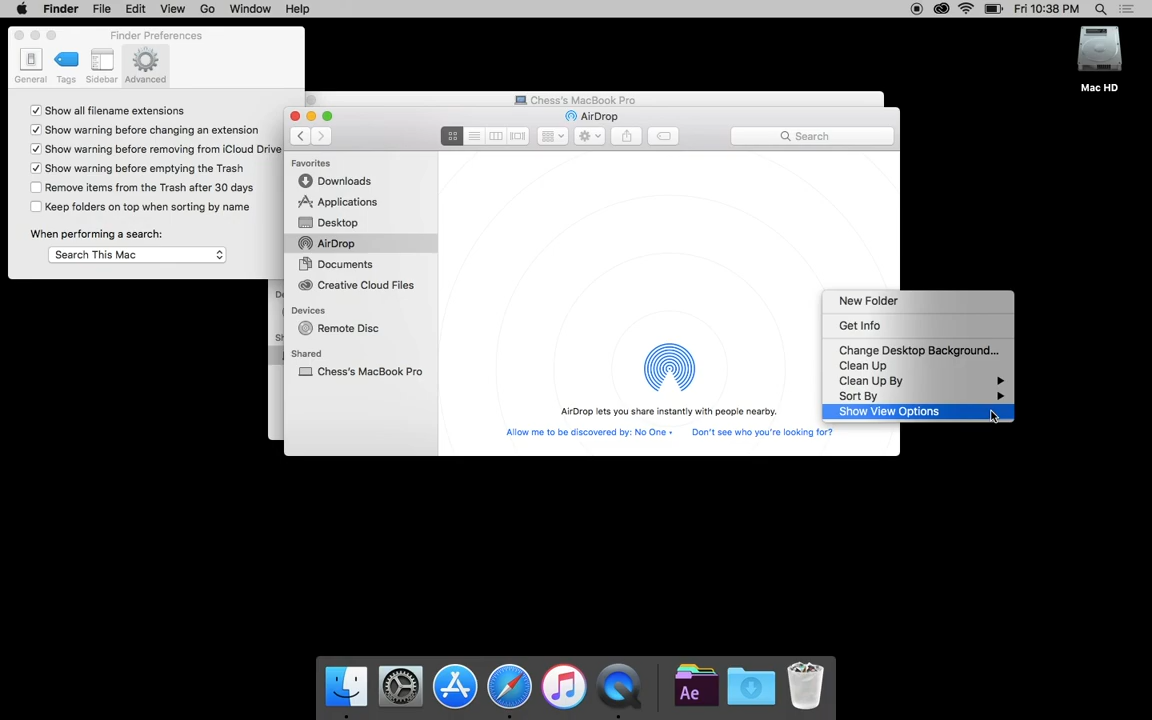 Finder File Edit View Go Window Help
Fri 10:38 PM
Finder Preferences
General Tags Sidebar Advanced
Show all filename extensions
Show warning before changing an extension
Show warning before removing from iCloud Drive
Show warning before emptying the Trash
Remove items from the Trash after 30 days
Keep folders on top when sorting by name
When performing a search:
Search This Mac
Chess's MacBook Pro
AirDrop
Search
Favorites
Downloads
Applications
Desktop
AirDrop
Documents
Creative Cloud Files
Devices
Remote Disc
Shared
Chess's MacBook Pro
AirDrop lets you share instantly with people nearby.
Allow me to be discovered by: No One
Don't see who you're looking for?
New Folder
Get Info
Change Desktop Background...
Clean Up
Clean Up By
Sort By
Show View Options
Mac HD
Ae